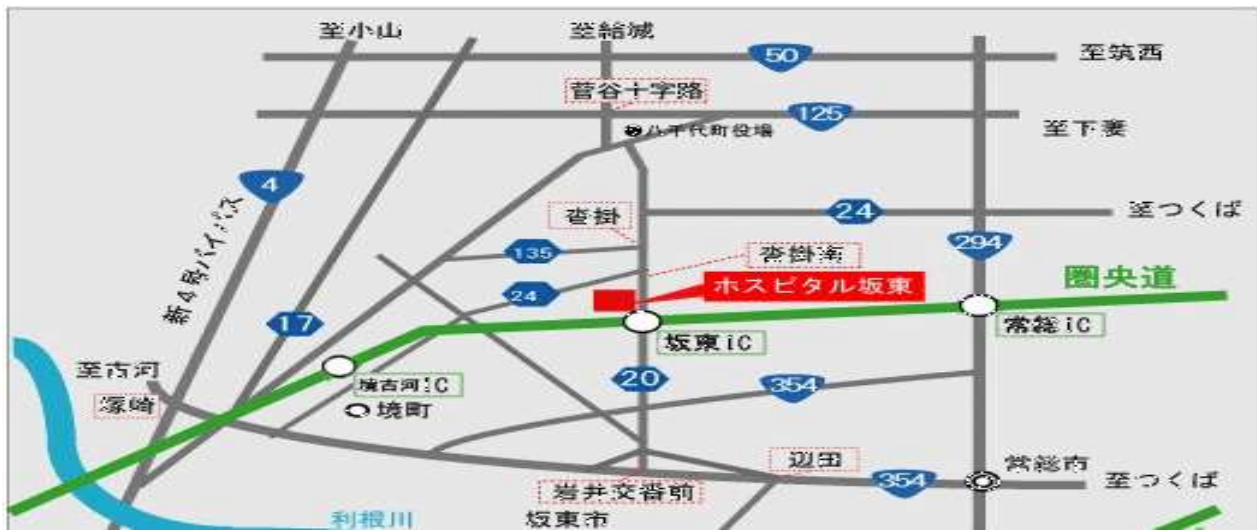 至小山
至結城
50
至筑西
菅谷十字路
125
八千代町役場
至下妻
4
新4号バイパス
沓掛
24
至つくば
135
294
沓掛南
24
ホスピタル坂東
圏央道
17
坂東iC
常総iC
至古河
境古河iC
20
354
塚崎
境町
辺田
常総市
354
至つくば
岩井交番前
利根川
坂東市